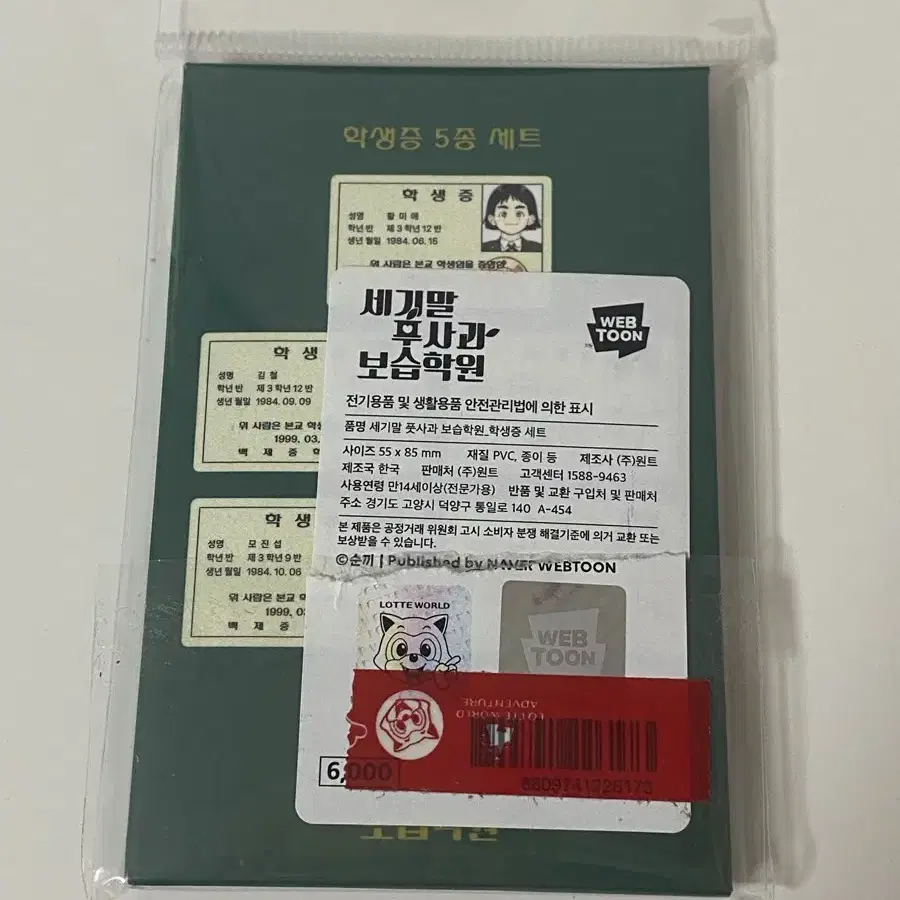 학생증 5종 세트
학 생 증
성명 황 미 애
학년 반 제 3 학년 12 반
생년 월일 1984. 06. 15
위 사람은 본교 학생임을 증명함
학 생
성명 김 철
학년 반 제 3 학년 12 반
생년 월일 1984. 09. 09
위 사람은 본교 학
1999, 03,
백 제 중
성명 모 진 섭
학년 반 제 3 학년 9 반
생년 월일 1984. 10. 06
위 사람은 본교 학
1999, 0
백 제 중
세기말
풋사과
보습학원
WEB
TOON
전기용품 및 생활용품 안전관리법에 의한 표시
품명 세기말 풋사과 보습학원_학생증 세트
사이즈 55 x 85 mm 재질 PVC, 종이 등 제조사 (주)원트
제조국 한국 판매처 (주)원트 고객센터 1588-9463
사용연령 만14세이상(전문가용) 반품 및 교환 구입처 및 판매처
주소 경기도 고양시 덕양구 통일로 140 A-454
본 제품은 공정거래 위원회 고시 소비자 분쟁 해결기준에 의거 교환 또는
보상받을 수 있습니다.
©순끼 | Published by NAVER WEBTOON
LOTTE WORLD
WEB
TOON
LOTTE WORLD
ADVENTURE
6,000
8809741226173
보습학원